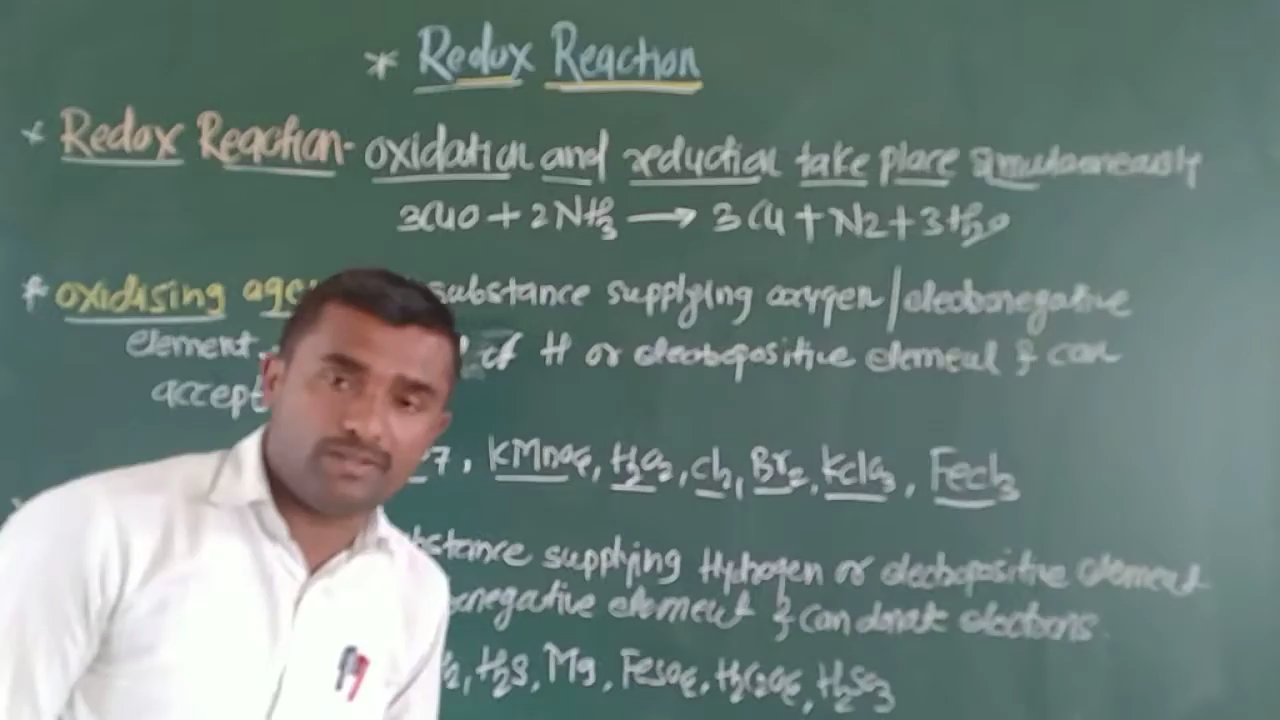 * Redox Reaction
* Redox Reaction- oxidation and reduction take place simultaneously
3CuO + 2NH3 → 3Cu + N2 + 3H2O
* oxidising age substance supplying oxygen/electronegative
element. of H or electropositive element & can
accept
7, KMnO4, H2O2, Cl2, Br2, KClO3, FeCl3
bstance supplying Hydrogen or electropositive element
onegative element & can donate electrons.
H2S, Mg, FeSO4, H2C2O4, H2SO3